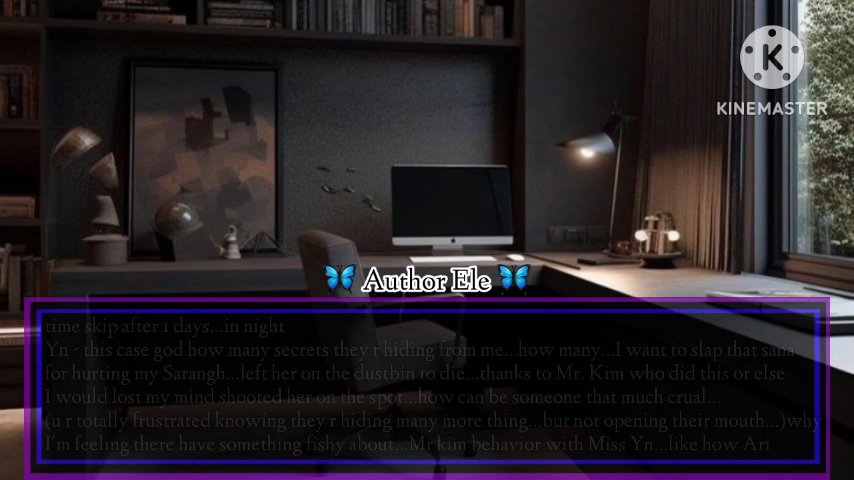 KINEMASTER
🦋 Author Ele 🦋
time skip after 1 days...in night
Yn - this case god how many secrets they r hiding from me...how many...I want to slap that sana
for hurting my Sarangh...left her on the dustbin to die...thanks to Mr. Kim who did this or else
I would lost my mind shooted her on the spot...how can be someone that much crual...
(u r totally frustrated knowing they r hiding many more thing...but not opening their mouth...)why
I'm feeling there have something fishy about...Mr kim behavior with Miss Yn...like how Ari